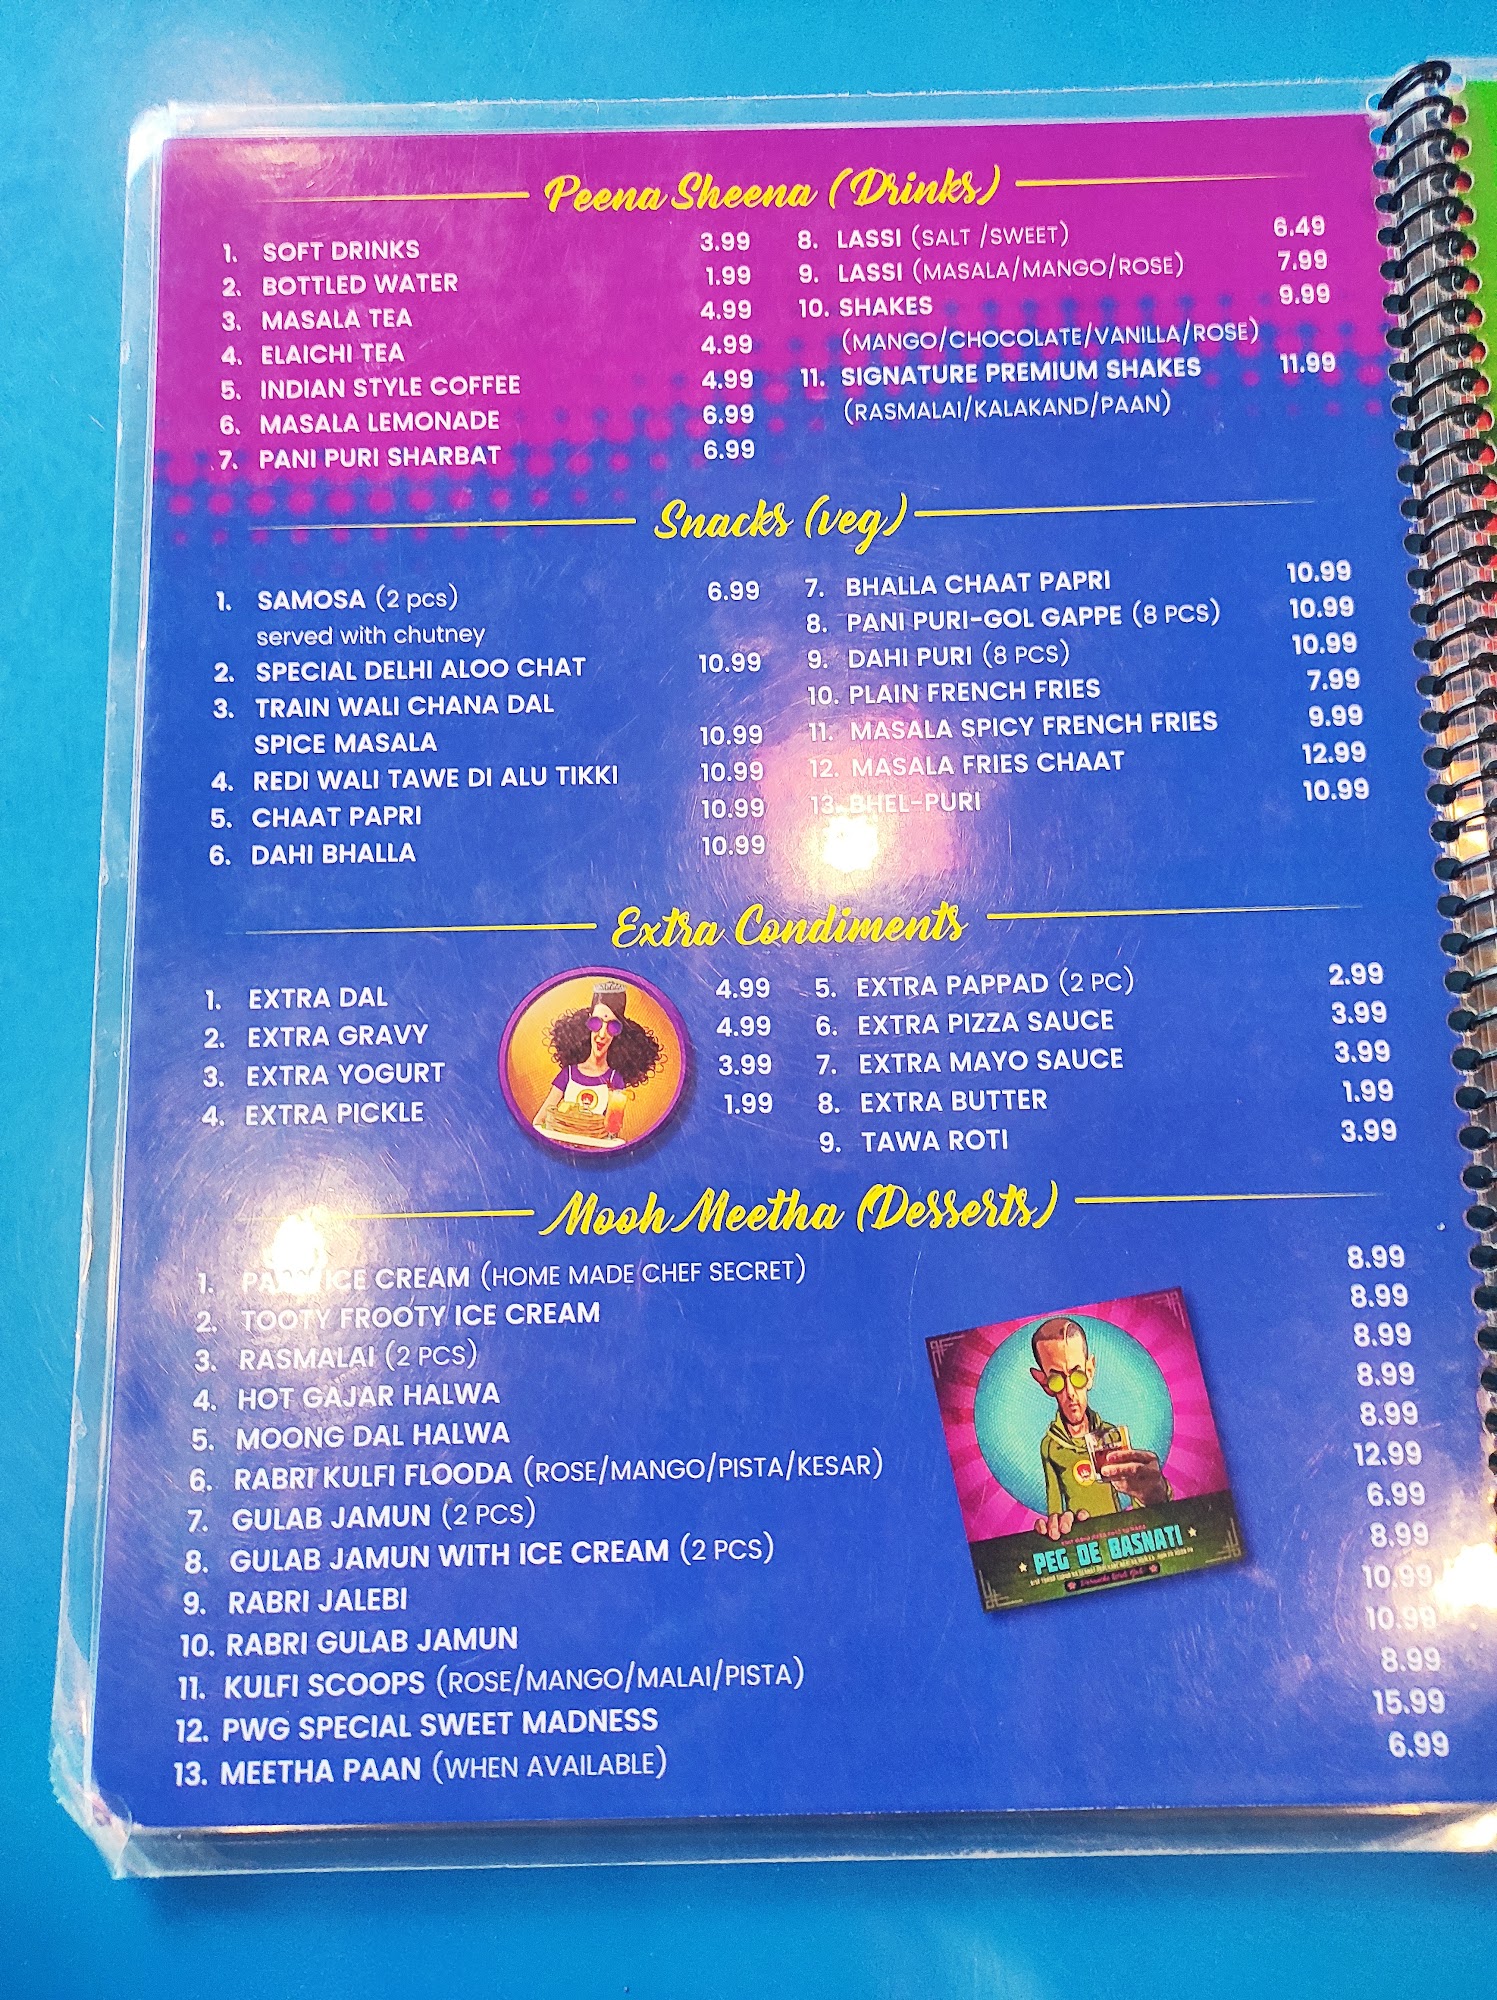 Peena Sheena (Drinks)
1. SOFT DRINKS 3.99
2. BOTTLED WATER 1.99
3. MASALA TEA 4.99
4. ELAICHI TEA 4.99
5. INDIAN STYLE COFFEE 4.99
6. MASALA LEMONADE 6.99
7. PANI PURI SHARBAT 6.99
8. LASSI (SALT /SWEET) 6.49
9. LASSI (MASALA/MANGO/ROSE) 7.99
10. SHAKES 9.99
(MANGO/CHOCOLATE/VANILLA/ROSE)
11. SIGNATURE PREMIUM SHAKES 11.99
(RASMALAI/KALAKAND/PAAN)
Snacks (veg)
1. SAMOSA (2 pcs) 6.99
served with chutney
2. SPECIAL DELHI ALOO CHAT 10.99
3. TRAIN WALI CHANA DAL
SPICE MASALA 10.99
4. REDI WALI TAWE DI ALU TIKKI 10.99
5. CHAAT PAPRI 10.99
6. DAHI BHALLA 10.99
7. BHALLA CHAAT PAPRI 10.99
8. PANI PURI-GOL GAPPE (8 PCS) 10.99
9. DAHI PURI (8 PCS) 10.99
10. PLAIN FRENCH FRIES 7.99
11. MASALA SPICY FRENCH FRIES 9.99
12. MASALA FRIES CHAAT 12.99
13. BHEL-PURI 10.99
Extra Condiments
1. EXTRA DAL 4.99
2. EXTRA GRAVY 4.99
3. EXTRA YOGURT 3.99
4. EXTRA PICKLE 1.99
5. EXTRA PAPPAD (2 PC) 2.99
6. EXTRA PIZZA SAUCE 3.99
7. EXTRA MAYO SAUCE 3.99
8. EXTRA BUTTER 1.99
9. TAWA ROTI 3.99
Mooh Meetha (Desserts)
1. ICE CREAM (HOME MADE CHEF SECRET) 8.99
2. TOOTY FROOTY ICE CREAM 8.99
3. RASMALAI (2 PCS) 8.99
4. HOT GAJAR HALWA 8.99
5. MOONG DAL HALWA 8.99
6. RABRI KULFI FLOODA (ROSE/MANGO/PISTA/KESAR) 12.99
7. GULAB JAMUN (2 PCS) 6.99
8. GULAB JAMUN WITH ICE CREAM (2 PCS) 8.99
9. RABRI JALEBI 10.99
10. RABRI GULAB JAMUN 10.99
11. KULFI SCOOPS (ROSE/MANGO/MALAI/PISTA) 8.99
12. PWG SPECIAL SWEET MADNESS 15.99
13. MEETHA PAAN (WHEN AVAILABLE) 6.99
PEG DE BASNATI